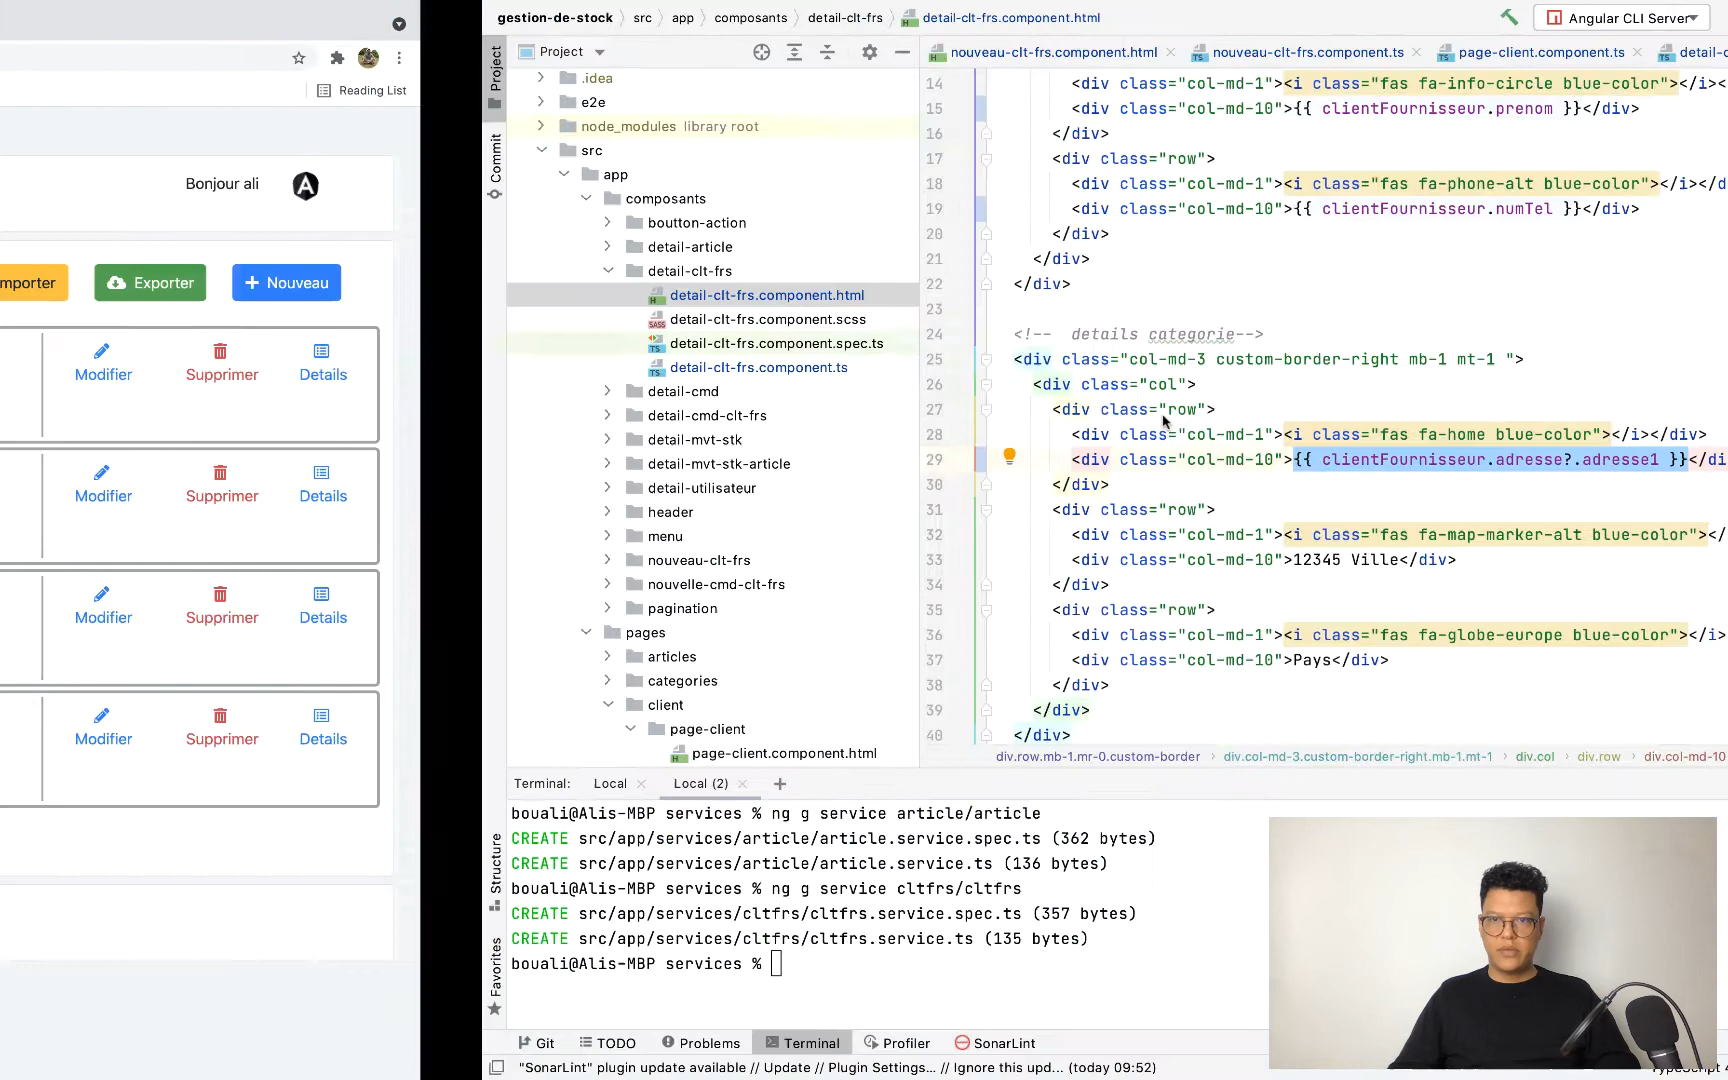 Reading List
Bonjour ali
mporter
Exporter
+ Nouveau
Modifier
Supprimer
Details
Modifier
Supprimer
Details
Modifier
Supprimer
Details
Modifier
Supprimer
Details
gestion-de-stock
src
app
composants
detail-clt-frs
detail-clt-frs.component.html
Angular CLI Server
Project
Commit
Structure
Favorites
Project
.idea
e2e
node_modules library root
src
app
composants
boutton-action
detail-article
detail-clt-frs
detail-clt-frs.component.html
detail-clt-frs.component.scss
detail-clt-frs.component.spec.ts
detail-clt-frs.component.ts
detail-cmd
detail-cmd-clt-frs
detail-mvt-stk
detail-mvt-stk-article
detail-utilisateur
header
menu
nouveau-clt-frs
nouvelle-cmd-clt-frs
pagination
pages
articles
categories
client
page-client
page-client.component.html
nouveau-clt-frs.component.html
nouveau-clt-frs.component.ts
page-client.component.ts
detail-c
14 <div class="col-md-1"><i class="fas fa-info-circle blue-color"></i><
15 <div class="col-md-10">{{ clientFournisseur.prenom }}</div>
16 </div>
17 <div class="row">
18 <div class="col-md-1"><i class="fas fa-phone-alt blue-color"></i></d
19 <div class="col-md-10">{{ clientFournisseur.numTel }}</div>
20 </div>
21 </div>
22 </div>
23
24 <!--  details categorie-->
25 <div class="col-md-3 custom-border-right mb-1 mt-1 ">
26 <div class="col">
27 <div class="row">
28 <div class="col-md-1"><i class="fas fa-home blue-color"></i></div>
29 <div class="col-md-10">{{ clientFournisseur.adresse?.adresse1 }}</di
30 </div>
31 <div class="row">
32 <div class="col-md-1"><i class="fas fa-map-marker-alt blue-color"></
33 <div class="col-md-10">12345 Ville</div>
34 </div>
35 <div class="row">
36 <div class="col-md-1"><i class="fas fa-globe-europe blue-color"></i>
37 <div class="col-md-10">Pays</div>
38 </div>
39 </div>
40 </div>
div.row.mb-1.mr-0.custom-border
div.col-md-3.custom-border-right.mb-1.mt-1
div.col
div.row
div.col-md-10
Terminal:
Local
Local (2)
bouali@Alis-MBP services % ng g service article/article
CREATE src/app/services/article/article.service.spec.ts (362 bytes)
CREATE src/app/services/article/article.service.ts (136 bytes)
bouali@Alis-MBP services % ng g service cltfrs/cltfrs
CREATE src/app/services/cltfrs/cltfrs.service.spec.ts (357 bytes)
CREATE src/app/services/cltfrs/cltfrs.service.ts (135 bytes)
bouali@Alis-MBP services %
Git
TODO
Problems
Terminal
Profiler
SonarLint
"SonarLint" plugin update available // Update // Plugin Settings... // Ignore this upd... (today 09:52)